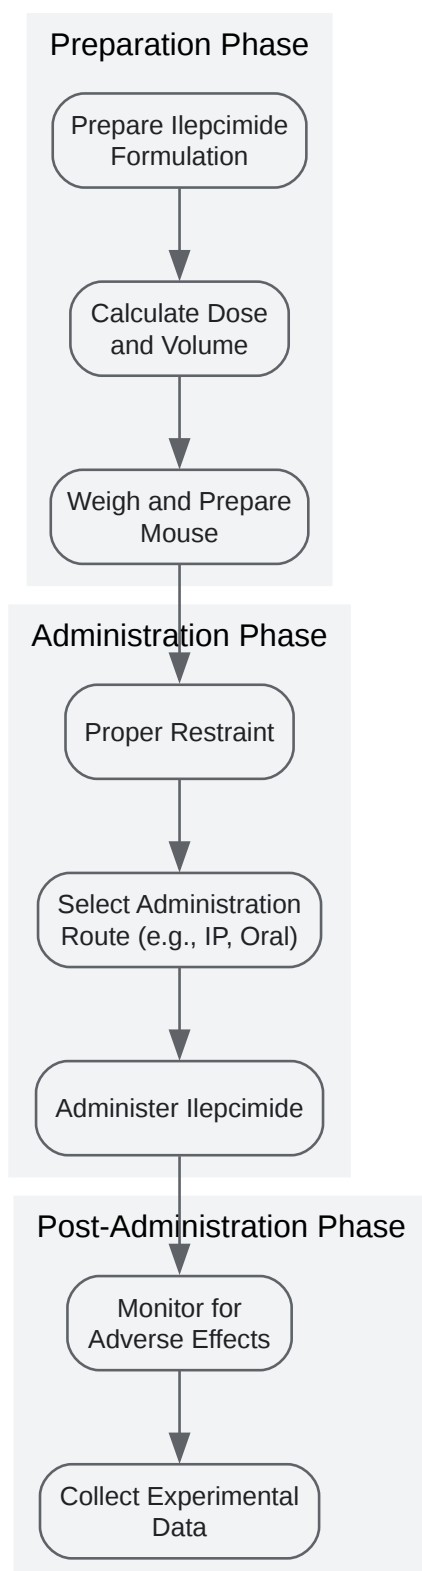 Preparation Phase
Prepare Ilepcimide
Formulation
Calculate Dose
and Volume
Weigh and Prepare
Mouse
Administration Phase
Proper Restraint
Select Administration
Route (e.g., IP, Oral)
Administer Ilepcimide
Post-Administration Phase
Monitor for
Adverse Effects
Collect Experimental
Data